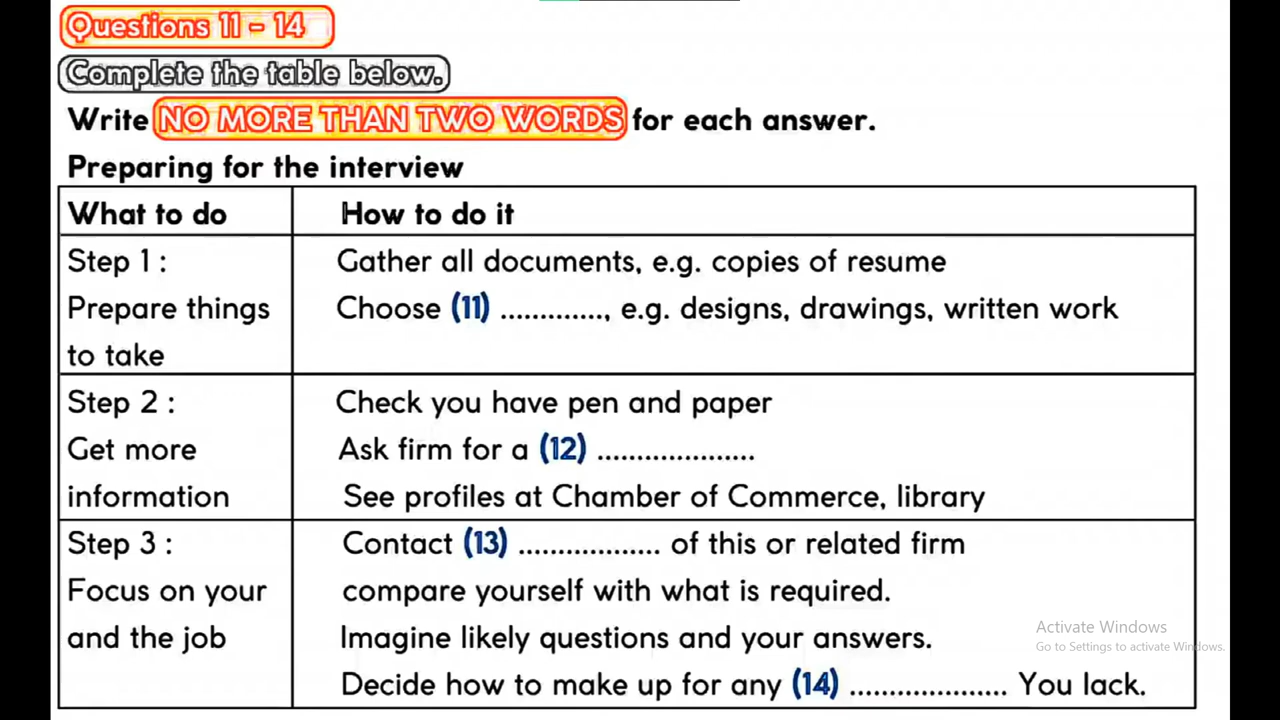 Questions 11 - 14
Complete the table below.
Write NO MORE THAN TWO WORDS for each answer.
Preparing for the interview
What to do
How to do it
Step 1 :
Prepare things
to take
Gather all documents, e.g. copies of resume
Choose (11) ............., e.g. designs, drawings, written work
Step 2 :
Get more
information
Check you have pen and paper
Ask firm for a (12) ....................
See profiles at Chamber of Commerce, library
Step 3 :
Focus on your
and the job
Contact (13) .................. of this or related firm
compare yourself with what is required.
Imagine likely questions and your answers.
Decide how to make up for any (14) .................... You lack.
Activate Windows
Go to Settings to activate Windows.